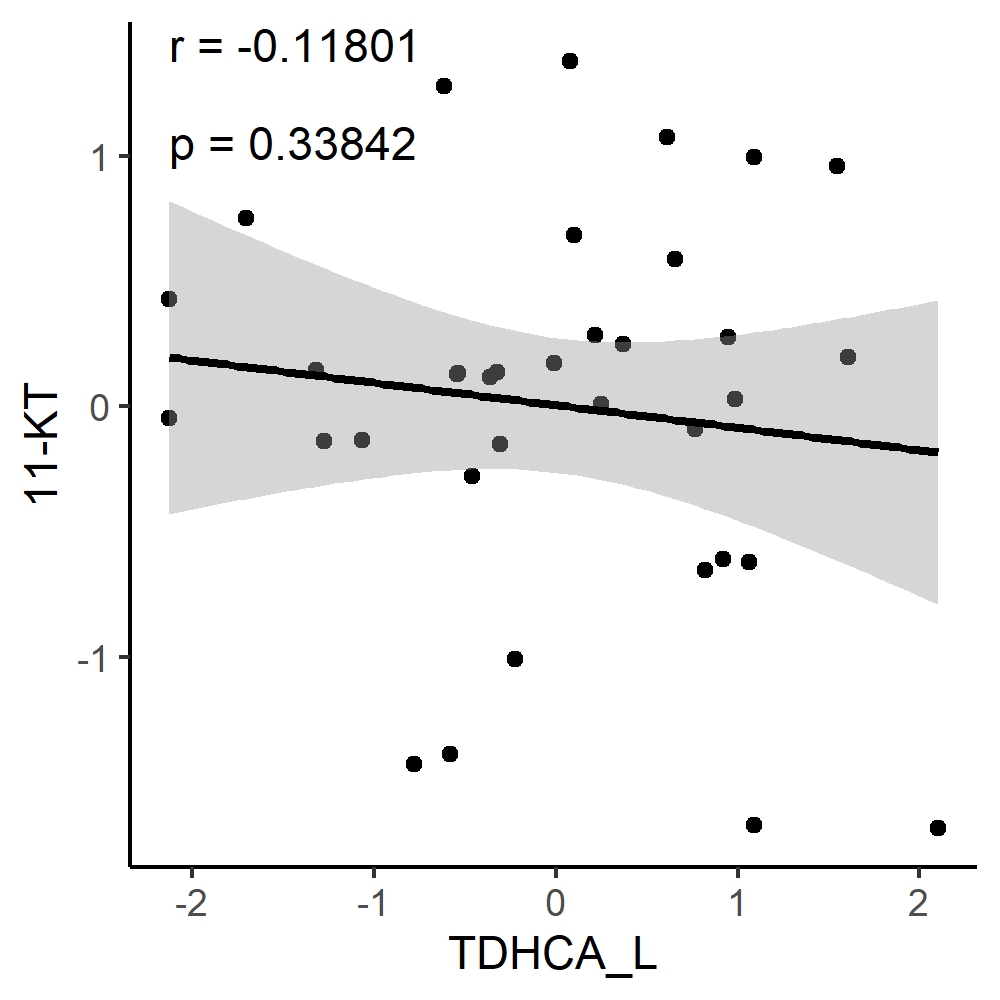 r = -0.11801
p = 0.33842
1
0
-1
11-KT
-2 -1 0 1 2
TDHCA_L